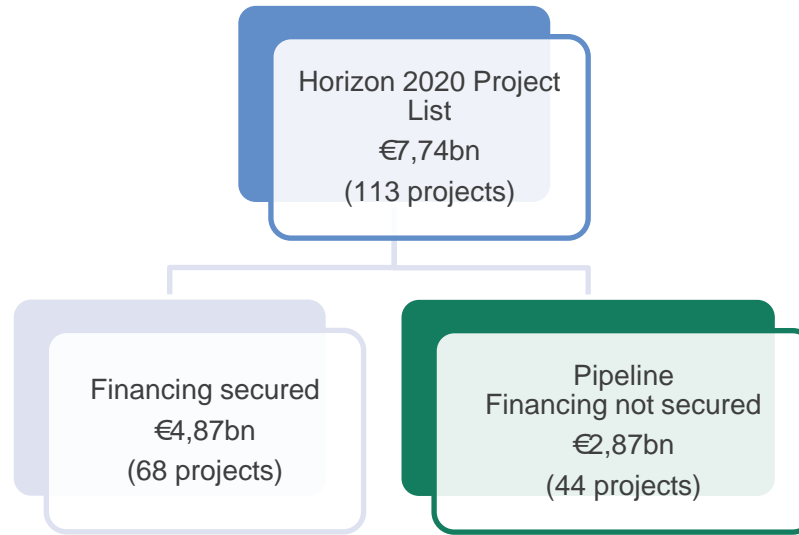 Horizon 2020 Project
List
€7,74bn
(113 projects)
Financing secured
€4,87bn
(68 projects)
Pipeline
Financing not secured
€2,87bn
(44 projects)